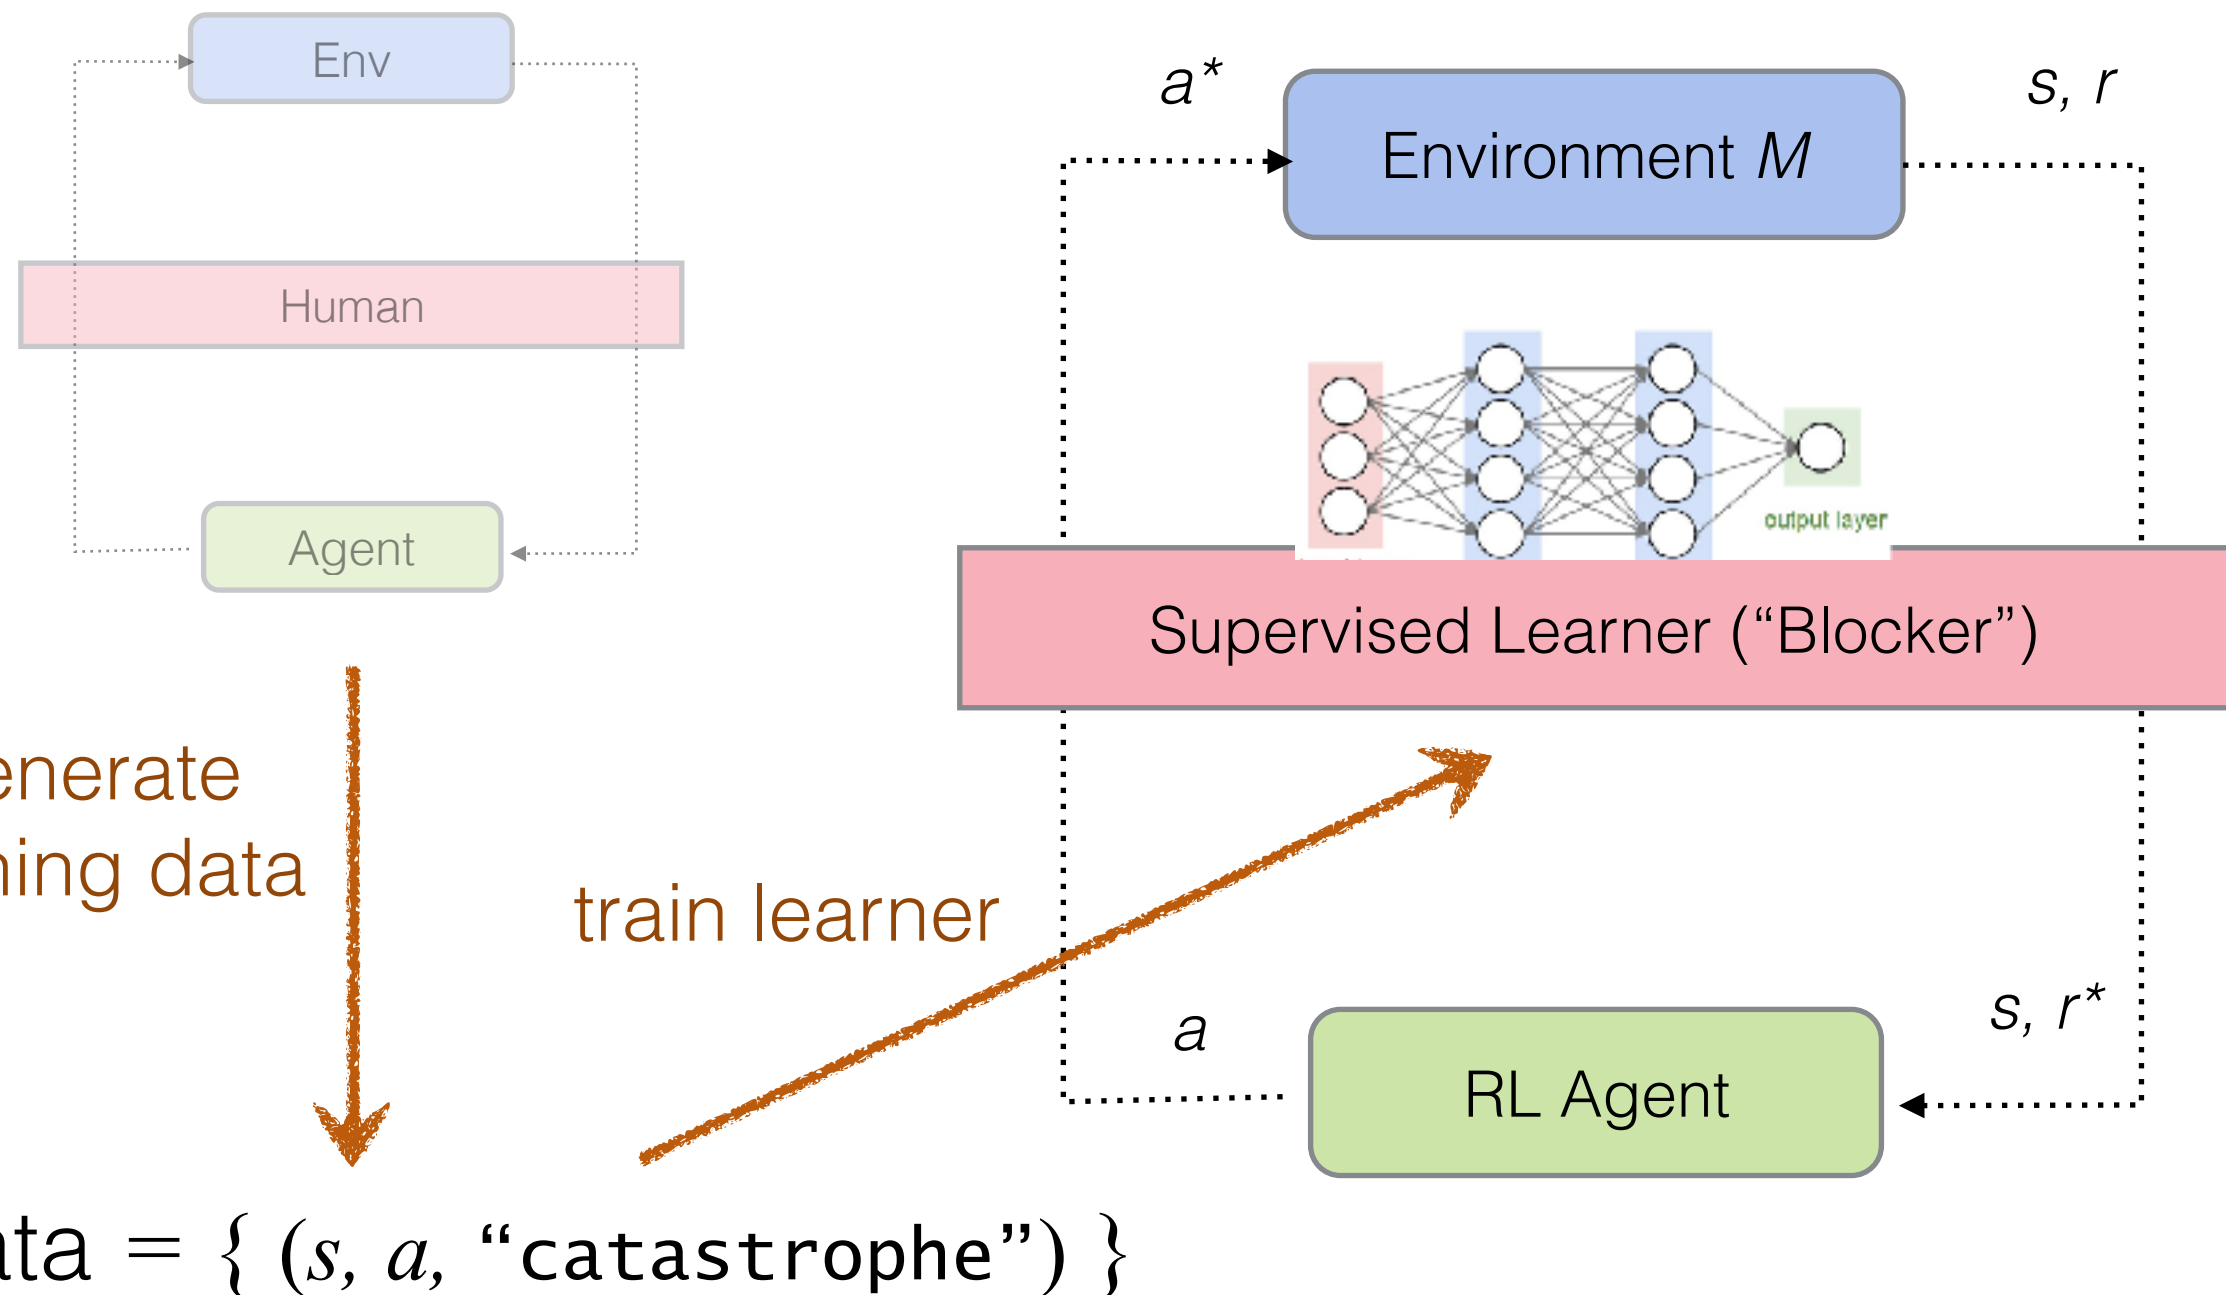 Env
Human
Agent
enerate
ning data
train learner
ata = { (s, a, “catastrophe”) }
a*
Environment M
s, r
output layer
Supervised Learner (“Blocker”)
a
s, r*
RL Agent